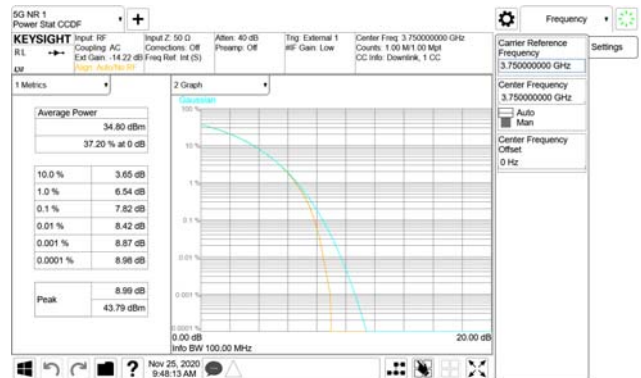 5G NR 1
Power Stat CCDF
Frequency
KEYSIGHT
Input: RF
Coupling: AC
Ext Gain: -14.22 dB
Align: Auto/No RF
Input Z: 50 Ω
Corrections: Off
Freq Ref: Int (S)
Atten: 40 dB
Preamp: Off
Trig: External 1
#IF Gain: Low
Center Freq: 3.750000000 GHz
Counts: 1.00 M/1.00 Mpt
CC Info: Downlink, 1 CC
RL
Carrier Reference
Frequency
3.750000000 GHz
Settings
Center Frequency
3.750000000 GHz
Auto
Man
Center Frequency
Offset
0 Hz
1 Metrics
Average Power
34.80 dBm
37.20 % at 0 dB
10.0 % 3.65 dB
1.0 % 6.54 dB
0.1 % 7.82 dB
0.01 % 8.42 dB
0.001 % 8.87 dB
0.0001 % 8.98 dB
Peak
8.99 dB
43.79 dBm
2 Graph
Gaussian
100 %
10 %
1 %
0.1 %
0.01 %
0.001 %
0.0001 %
0.00 dB
20.00 dB
Info BW 100.00 MHz
?
Nov 25, 2020
9:48:13 AM